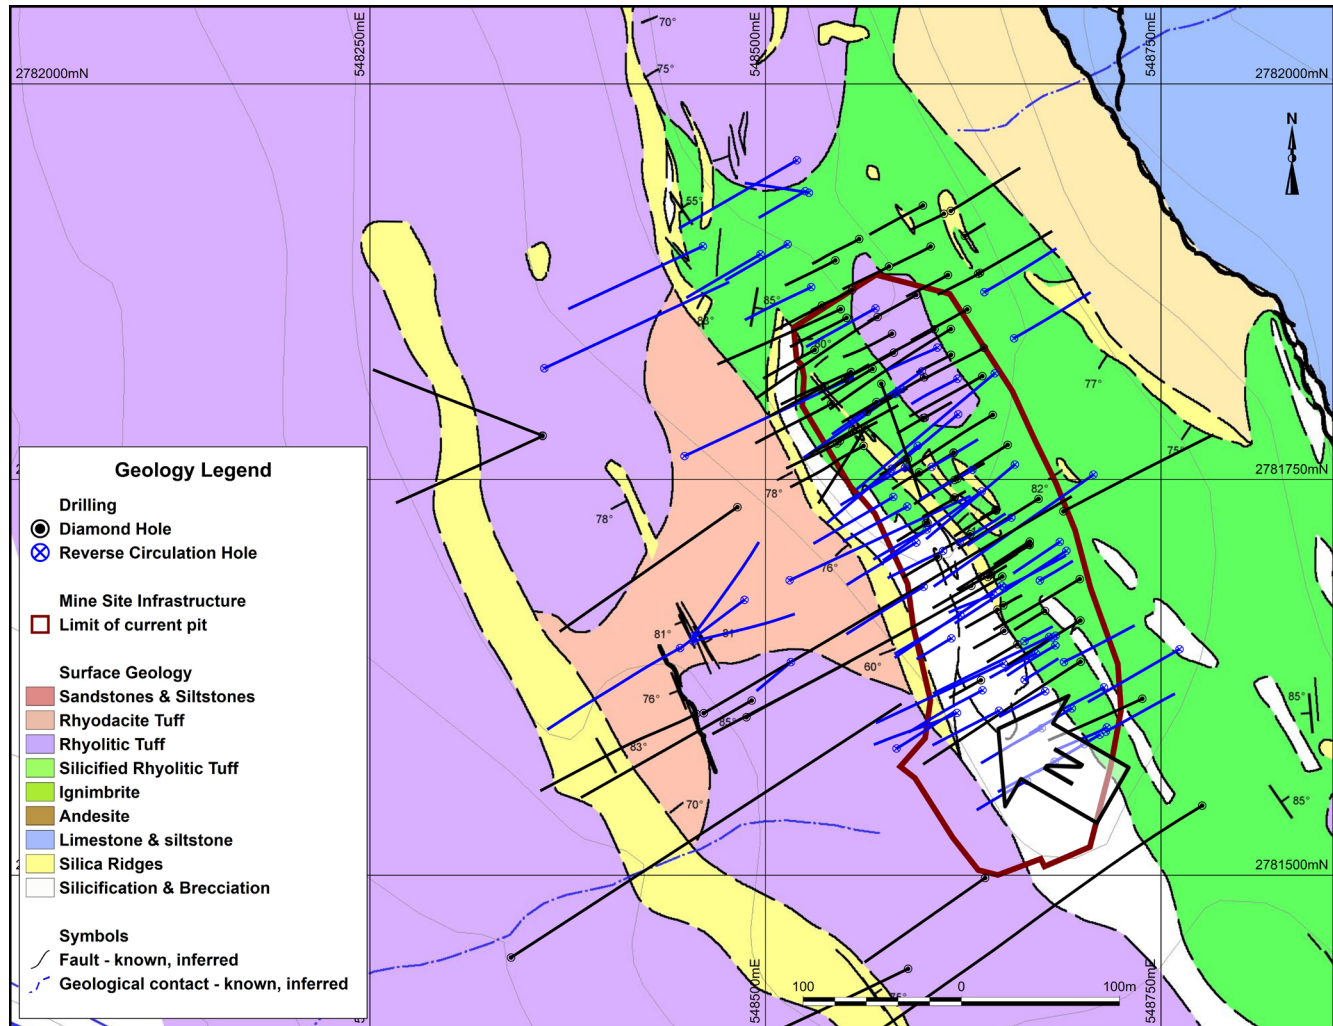 548250mE
548500mE
548750mE
70°
75°
2782000mN
2782000mN
N
55°
85°
83°
60°
77°
75°
78°
82°
78°
76°
81°
81
60°
76°
85°
83°
70°
85°
85°
N
2781750mN
2781500mN
75°
548500mE
548750mE
100
0
100m
Geology Legend
Drilling
Diamond Hole
Reverse Circulation Hole
Mine Site Infrastructure
Limit of current pit
Surface Geology
Sandstones & Siltstones
Rhyodacite Tuff
Rhyolitic Tuff
Silicified Rhyolitic Tuff
Ignimbrite
Andesite
Limestone & siltstone
Silica Ridges
Silicification & Brecciation
Symbols
Fault - known, inferred
Geological contact - known, inferred